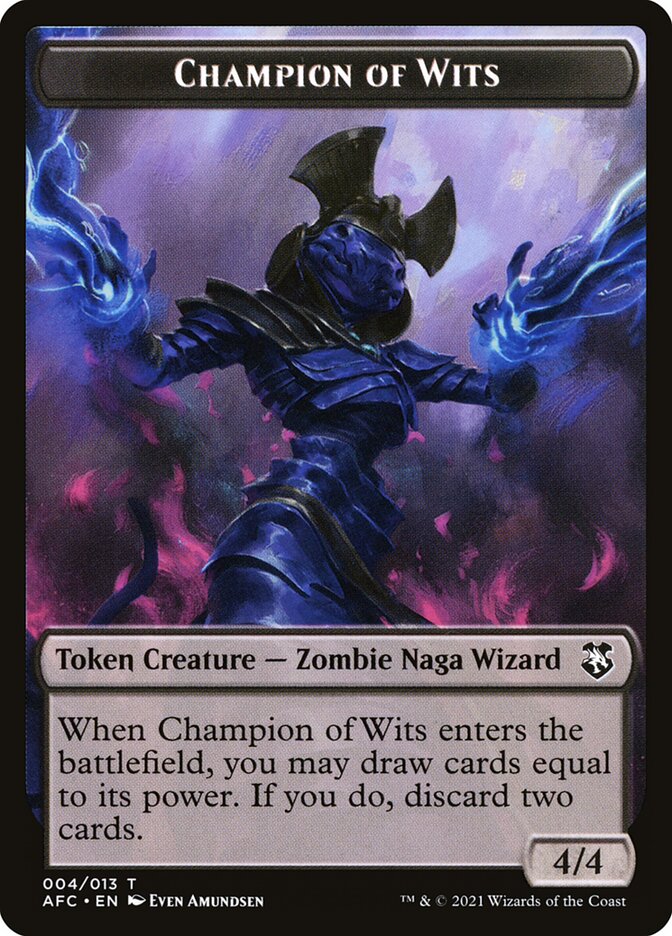 Champion of Wits
Token Creature — Zombie Naga Wizard
When Champion of Wits enters the
battlefield, you may draw cards equal
to its power. If you do, discard two
cards.
4/4
004/013 T
AFC • EN Even Amundsen
™ & © 2021 Wizards of the Coast